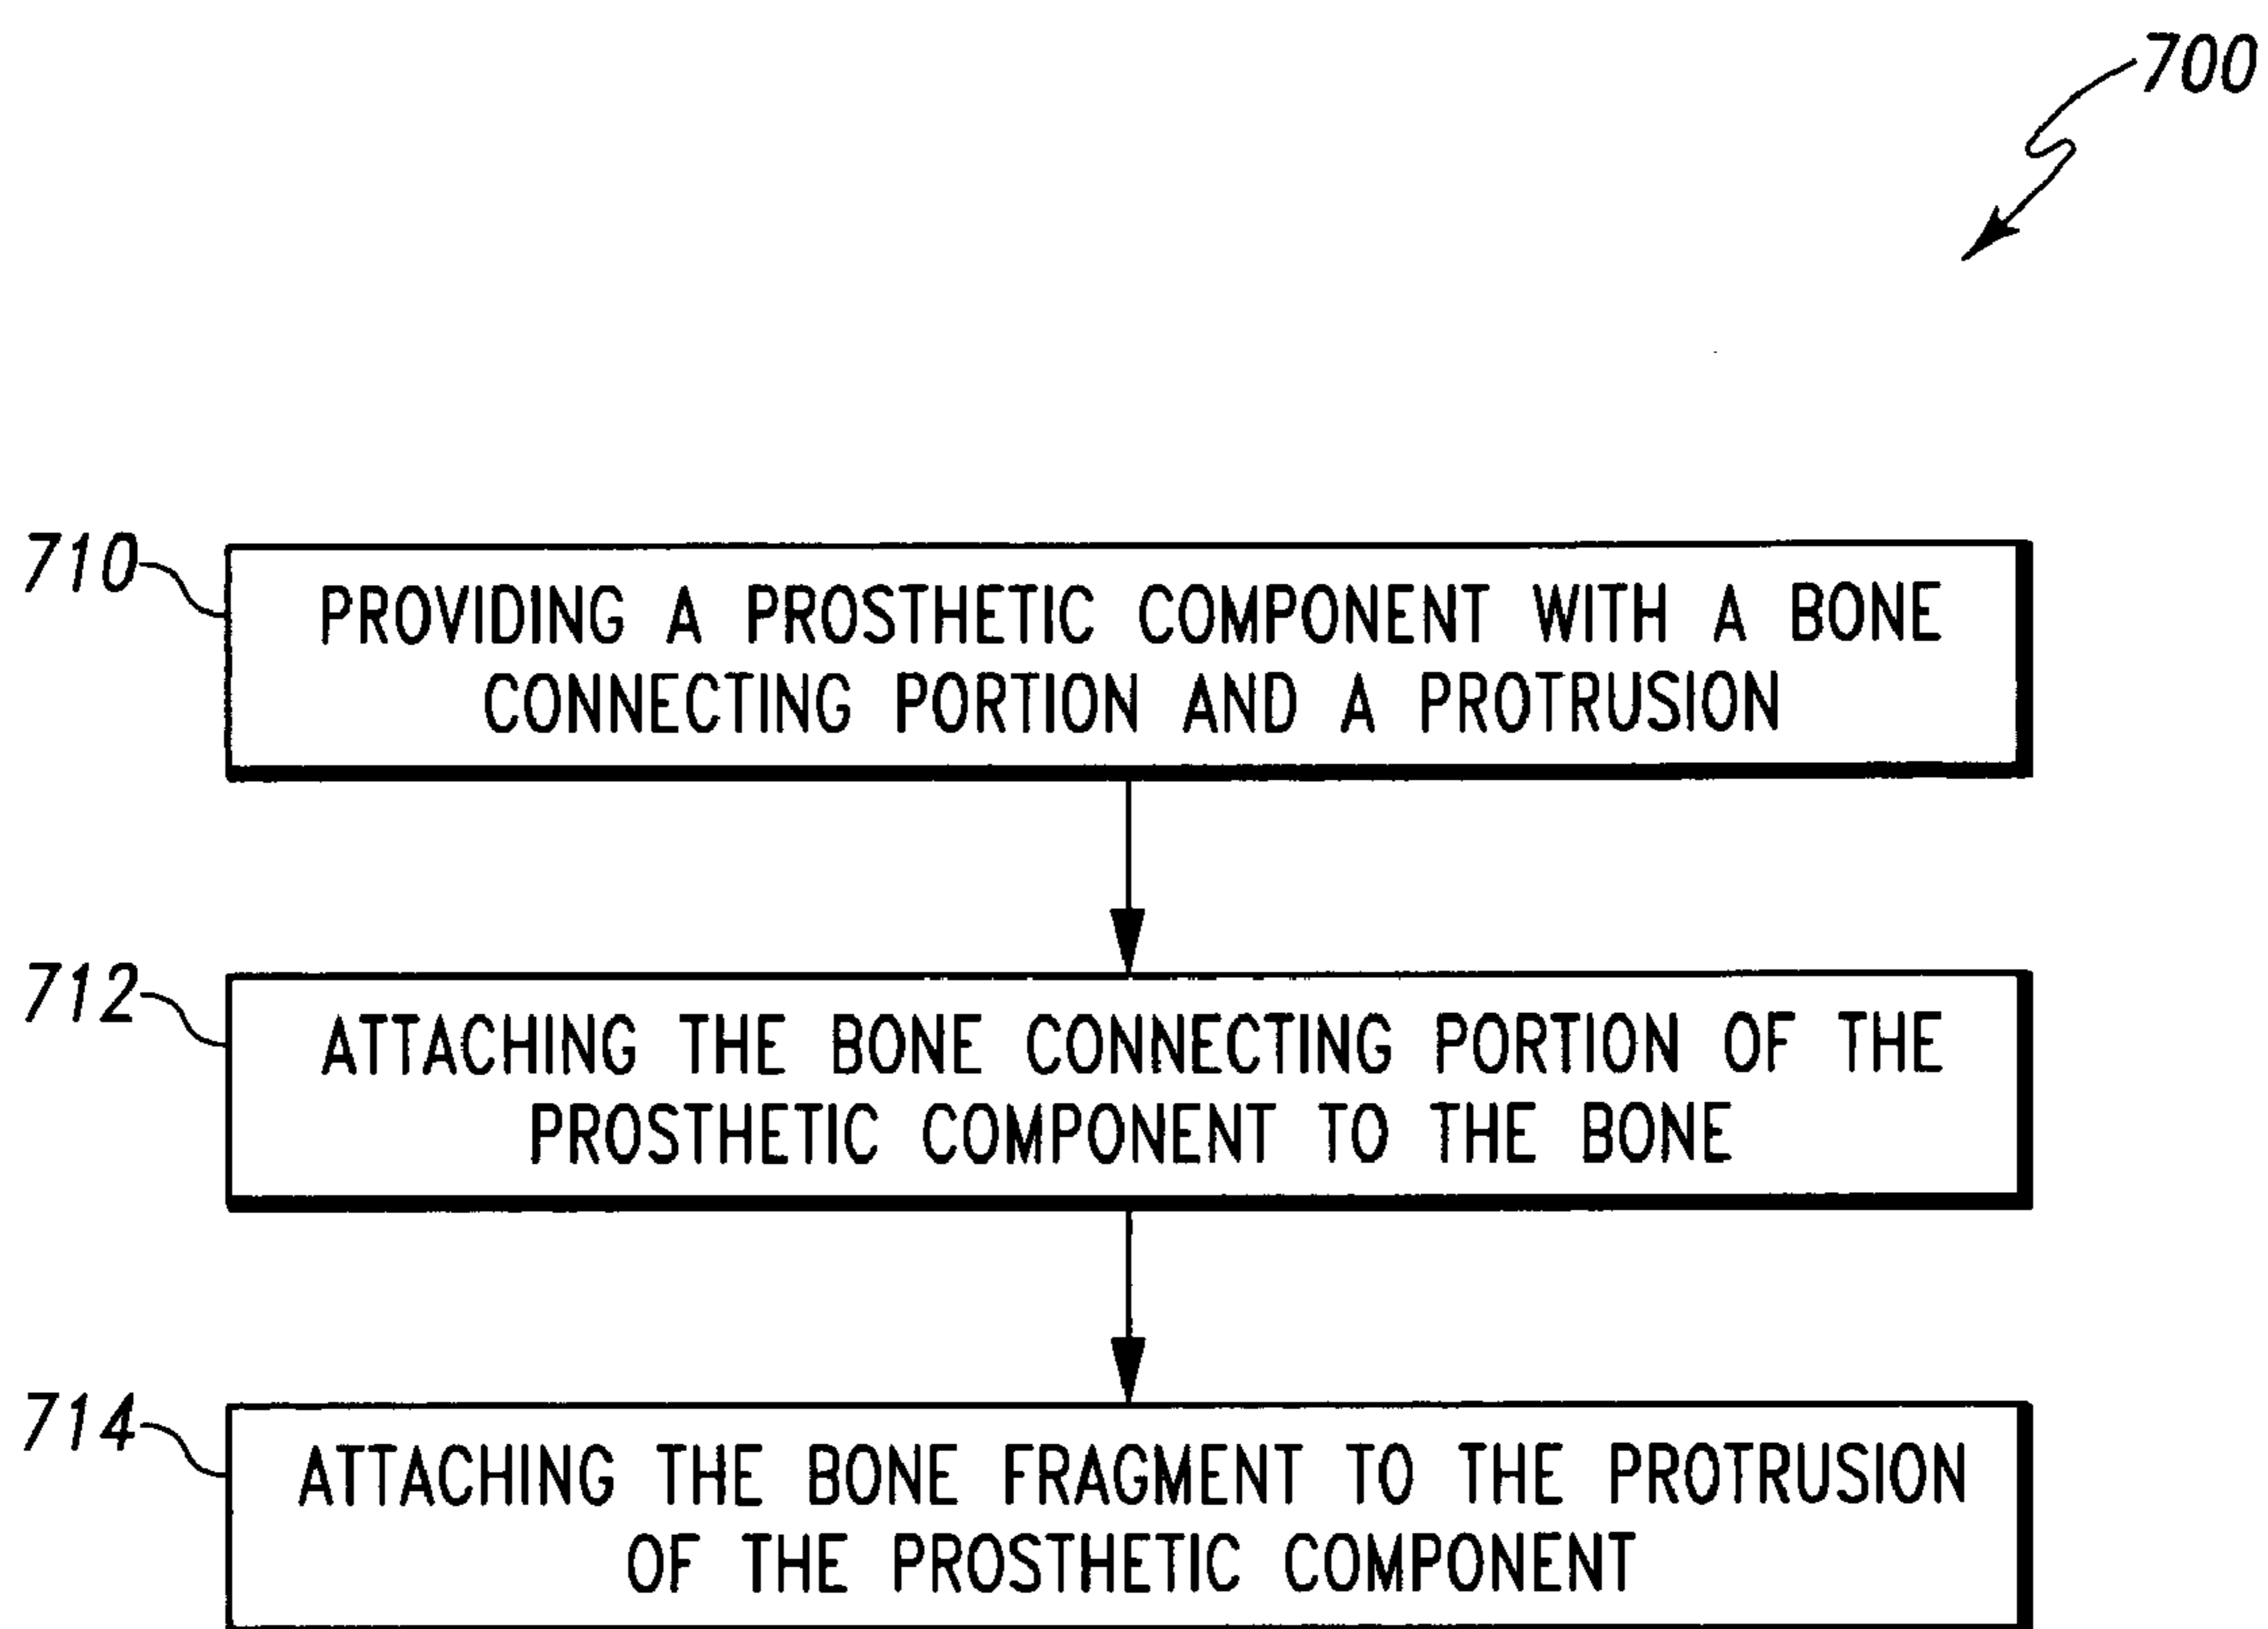 700
710
PROVIDING A PROSTHETIC COMPONENT WITH A BONE
CONNECTING PORTION AND A PROTRUSION
712
ATTACHING THE BONE CONNECTING PORTION OF THE
PROSTHETIC COMPONENT TO THE BONE
714
ATTACHING THE BONE FRAGMENT TO THE PROTRUSION
OF THE PROSTHETIC COMPONENT